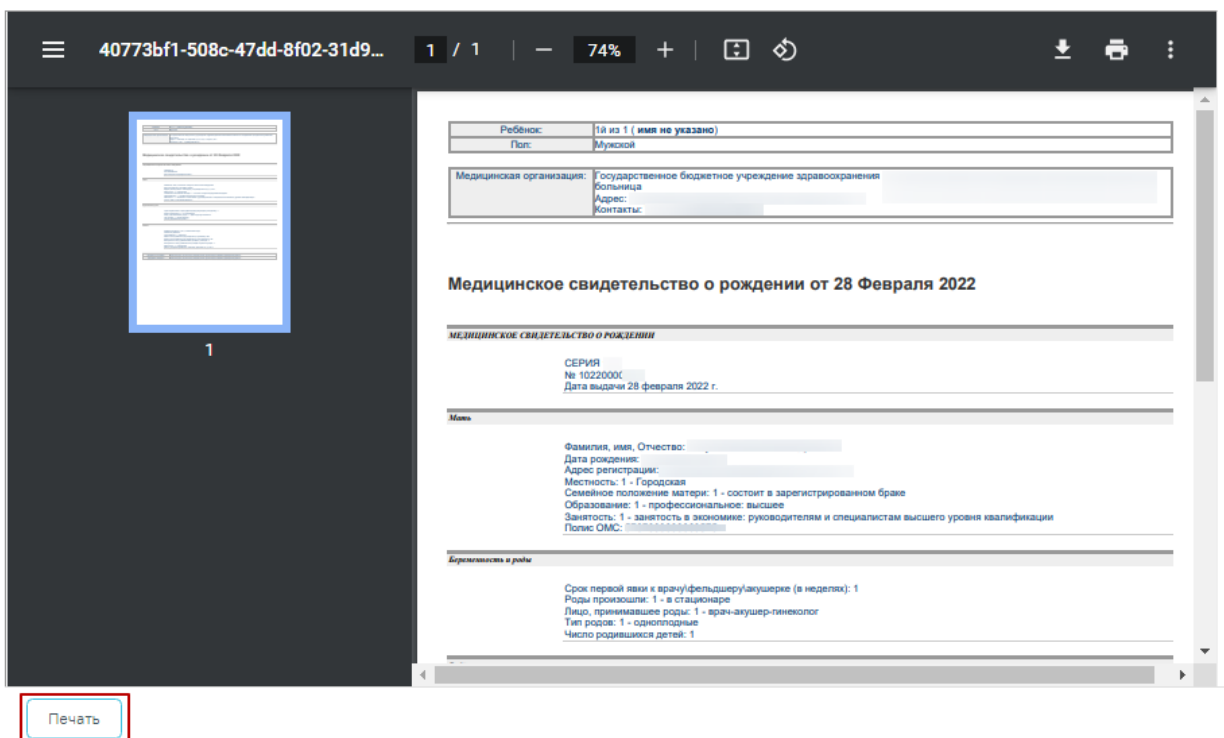 40773bf1-508c-47dd-8f02-31d9... 1 / 1 74%
1
Ребёнок: 1й из 1 ( имя не указано)
Пол: Мужской
Медицинская организация: Государственное бюджетное учреждение здравоохранения
больница
Адрес:
Контакты:
Медицинское свидетельство о рождении от 28 Февраля 2022
МЕДИЦИНСКОЕ СВИДЕТЕЛЬСТВО О РОЖДЕНИИ
СЕРИЯ
№ 1022000
Дата выдачи 28 февраля 2022 г.
Мать
Фамилия, имя, Отчество:
Дата рождения:
Адрес регистрации:
Местность: 1 - Городская
Семейное положение матери: 1 - состоит в зарегистрированном браке
Образование: 1 - профессиональное: высшее
Занятость: 1 - занятость в экономике: руководителям и специалистам высшего уровня квалификации
Полис ОМС:
Беременность и роды
Срок первой явки к врачу\фельдшеру\акушерке (в неделях): 1
Роды произошли: 1 - в стационаре
Лицо, принимавшее роды: 1 - врач-акушер-гинеколог
Тип родов: 1 - одноплодные
Число родившихся детей: 1
Печать